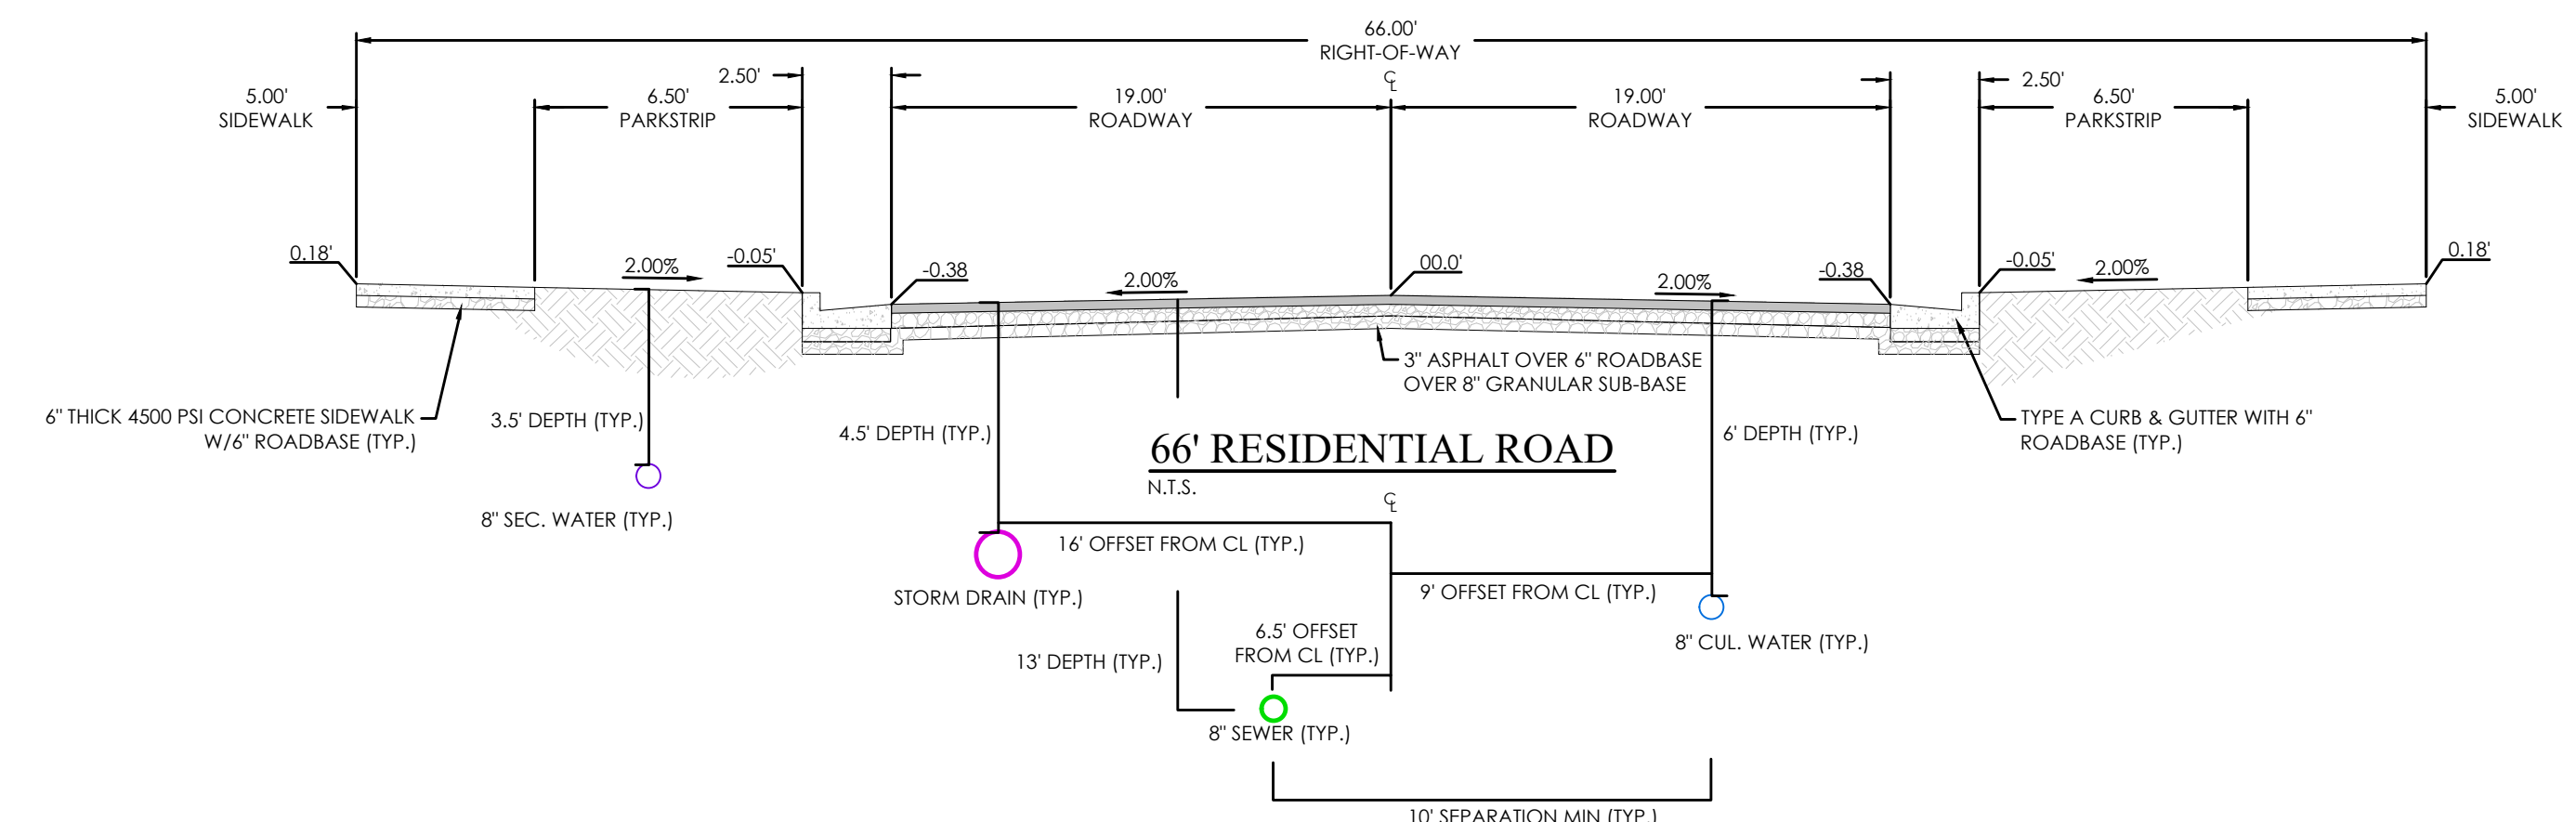 66.00'
RIGHT-OF-WAY
℄
2.50'
2.50'
5.00'
SIDEWALK
6.50'
PARKSTRIP
19.00'
ROADWAY
19.00'
ROADWAY
6.50'
PARKSTRIP
5.00'
SIDEWALK
0.18'
2.00%
-0.05'
-0.38
2.00%
00.0'
2.00%
-0.38
-0.05'
2.00%
0.18'
3" ASPHALT OVER 6" ROADBASE
OVER 8" GRANULAR SUB-BASE
6" THICK 4500 PSI CONCRETE SIDEWALK
W/6" ROADBASE (TYP.)
3.5' DEPTH (TYP.)
4.5' DEPTH (TYP.)
6' DEPTH (TYP.)
TYPE A CURB & GUTTER WITH 6"
ROADBASE (TYP.)
66' RESIDENTIAL ROAD
N.T.S.
℄
8" SEC. WATER (TYP.)
16' OFFSET FROM CL (TYP.)
STORM DRAIN (TYP.)
9' OFFSET FROM CL (TYP.)
6.5' OFFSET
FROM CL (TYP.)
8" CUL. WATER (TYP.)
13' DEPTH (TYP.)
8" SEWER (TYP.)
10' SEPARATION MIN (TYP.)